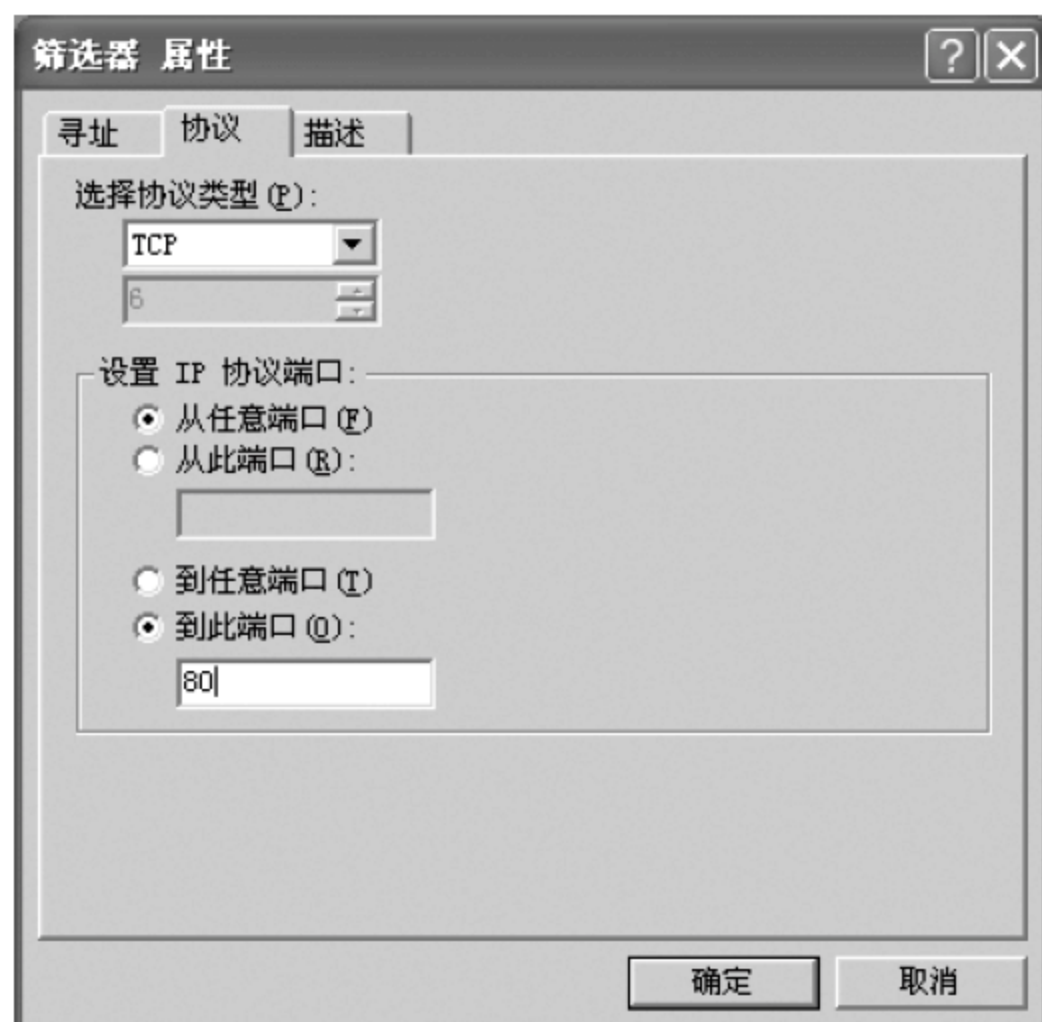 筛选器 属性
寻址 协议 描述
选择协议类型(P):
TCP
6
设置 IP 协议端口:
从任意端口(F)
从此端口(R):
到任意端口(T)
到此端口(O):
80
确定 取消